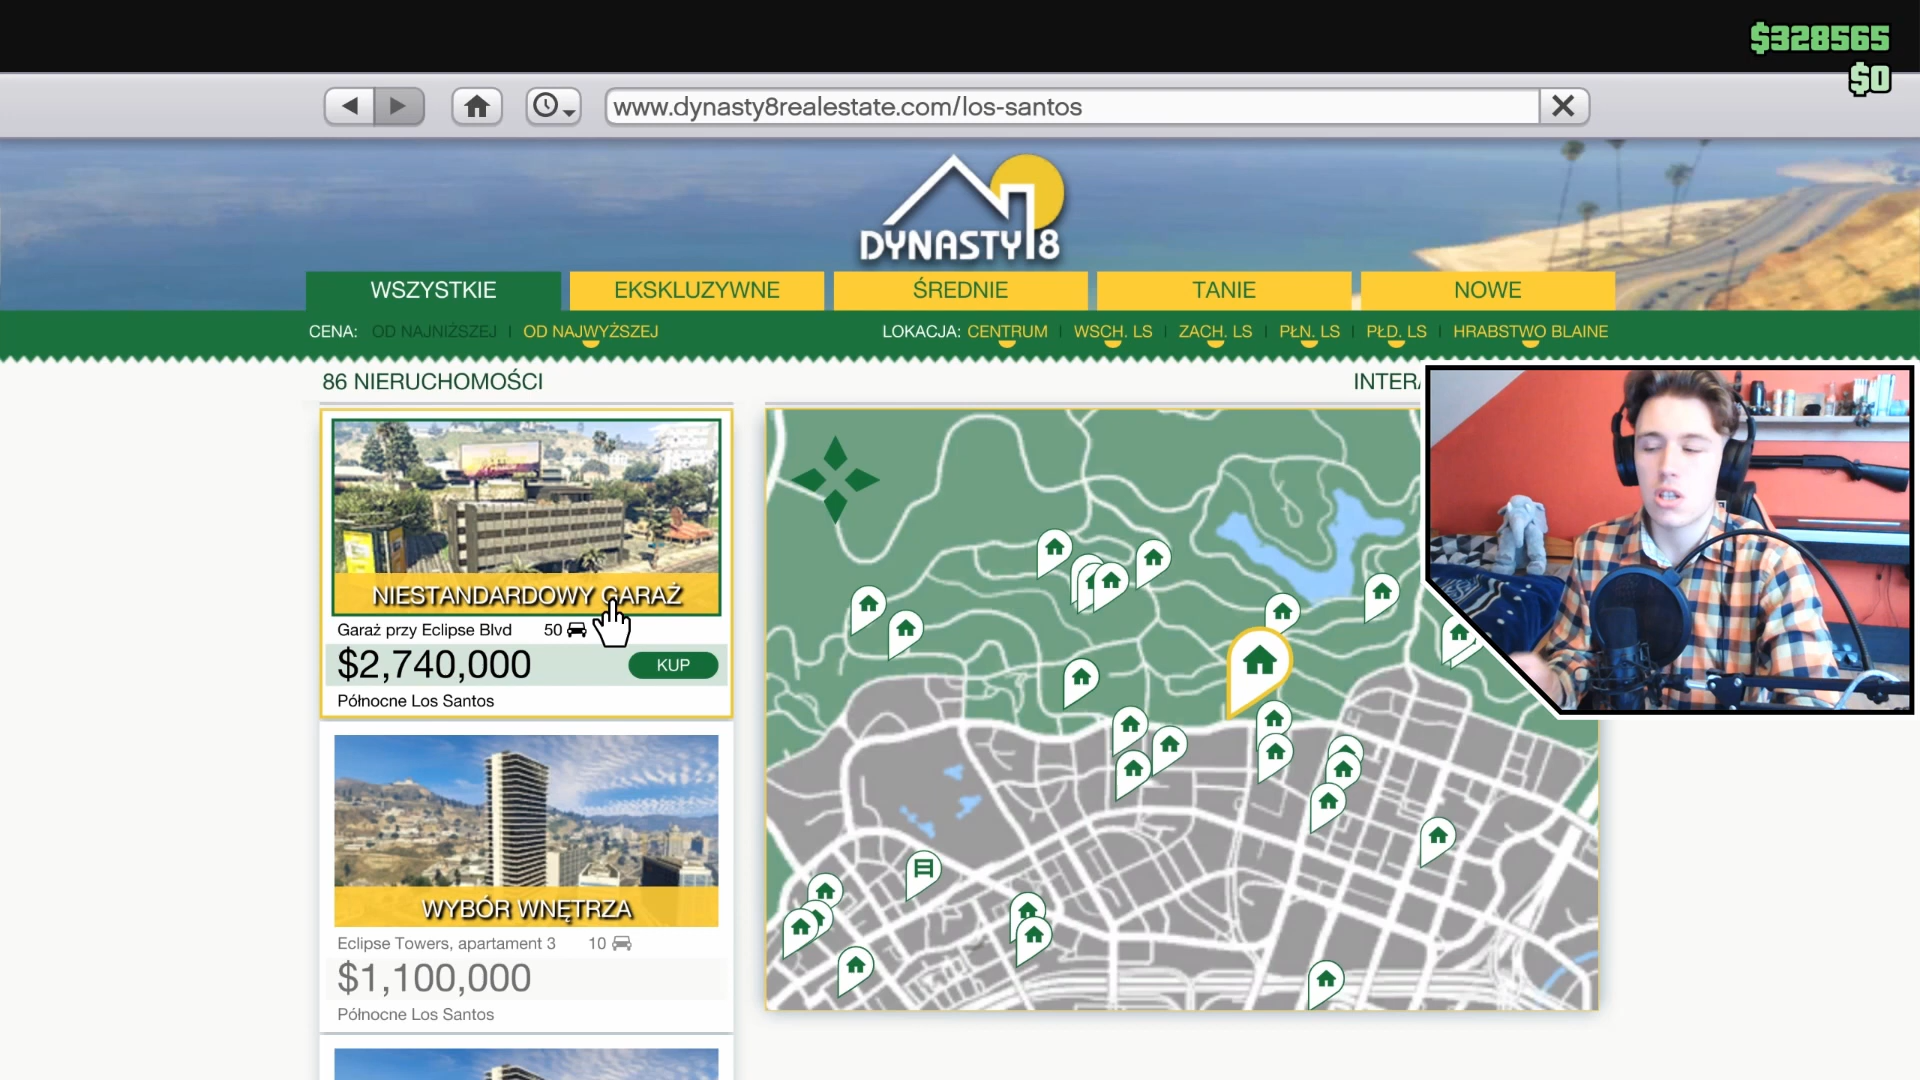 $328565
$0
www.dynasty8realestate.com/los-santos
DYNASTY 8
WSZYSTKIE
EKSKLUZYWNE
ŚREDNIE
TANIE
NOWE
CENA: OD NAJNIŻSZEJ | OD NAJWYŻSZEJ
LOKACJA: CENTRUM | WSCH. LS | ZACH. LS | PŁN. LS | PŁD. LS | HRABSTWO BLAINE
86 NIERUCHOMOŚCI
NIESTANDARDOWY GARAŻ
Garaż przy Eclipse Blvd 50
$2,740,000
KUP
Północne Los Santos
WYBÓR WNĘTRZA
Eclipse Towers, apartament 3 10
$1,100,000
Północne Los Santos